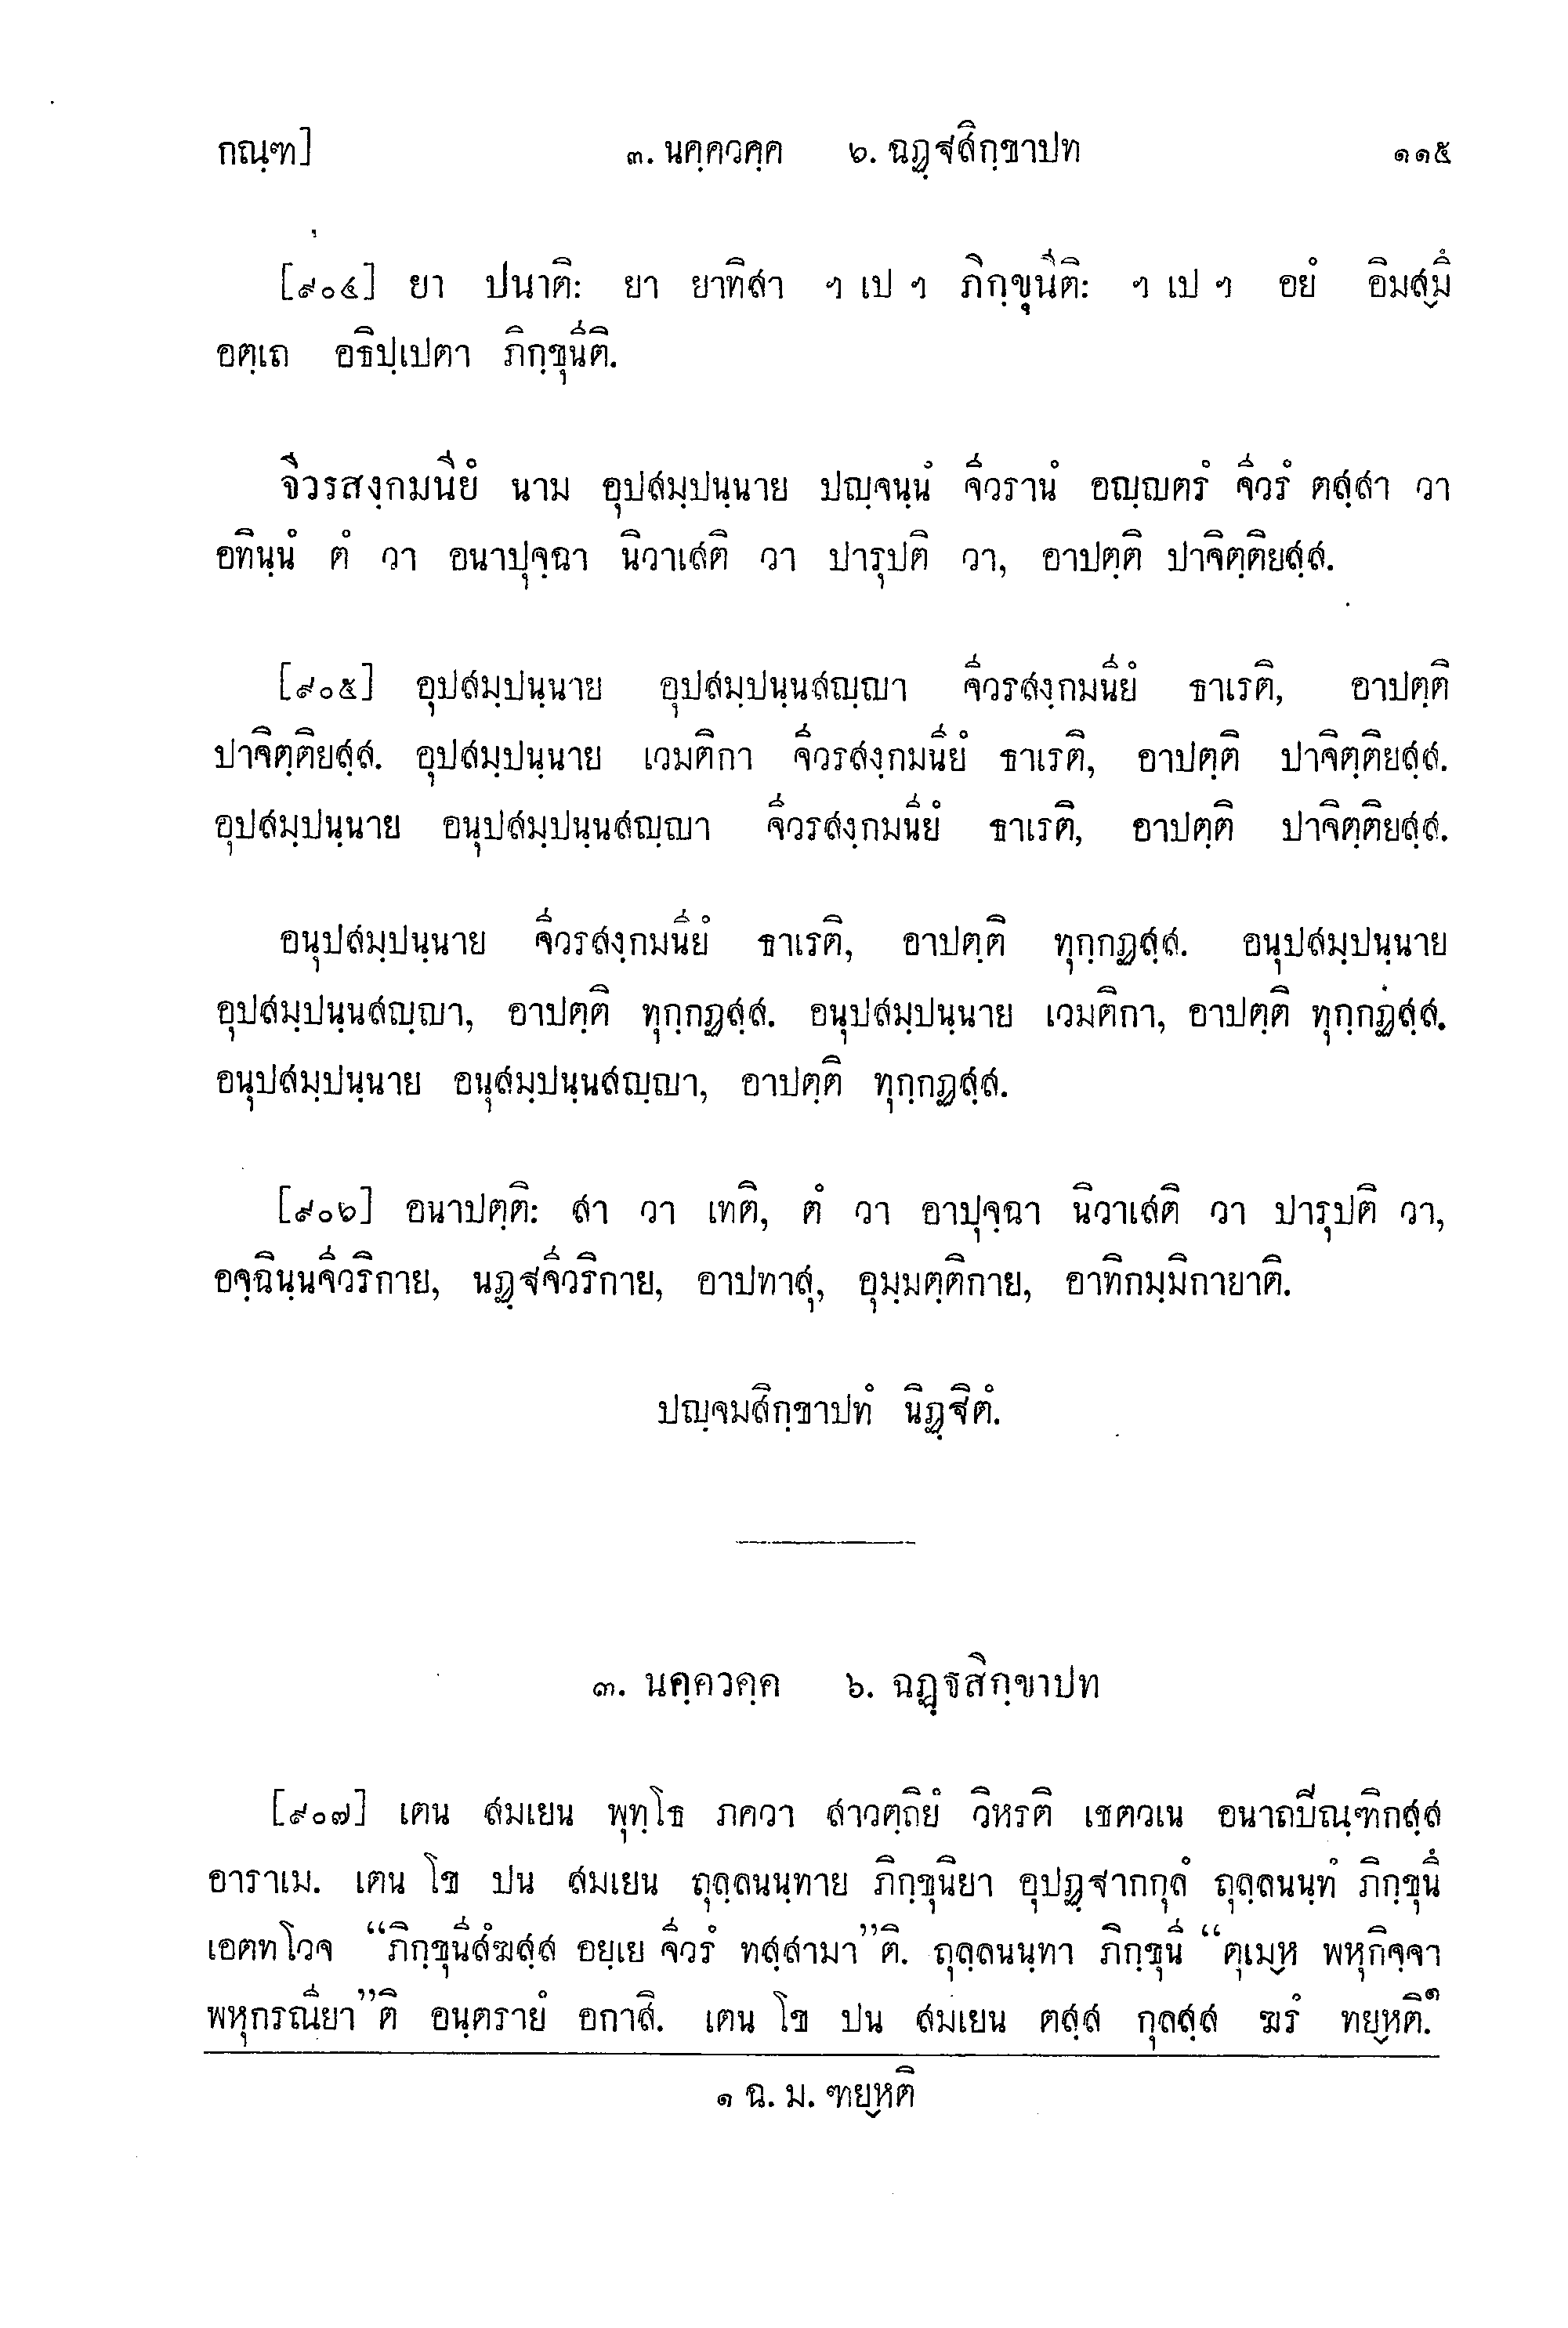 กณฺฑ] ๓. นคฺควคฺค ๖. ฉฏฺฐสิกฺขาปท ๑๑๕
[๙๐๔] ยา ปนาติ: ยา ยาทิสา ฯ เป ฯ ภิกฺขุนีติ: ฯ เป ฯ อยํ อิมสฺมึ
อตฺเถ อธิปฺเปตา ภิกฺขุนีติ.
จีวรสงฺกมนียํ นาม อุปสมฺปนฺนาย ปญฺจนฺนํ จีวรานํ อญฺญตรํ จีวรํ ตสฺสา วา
อทินฺนํ ตํ วา อนาปุจฺฉา นิวาเสติ วา ปารุปติ วา, อาปตฺติ ปาจิตฺติยสฺส.
[๙๐๕] อุปสมฺปนฺนาย อุปสมฺปนฺนสญฺญา จีวรสงฺกมนียํ ธาเรติ, อาปตฺติ
ปาจิตฺติยสฺส. อุปสมฺปนฺนาย เวมติกา จีวรสงฺกมนียํ ธาเรติ, อาปตฺติ ปาจิตฺติยสฺส.
อุปสมฺปนฺนาย อนุปสมฺปนฺนสญฺญา จีวรสงฺกมนียํ ธาเรติ, อาปตฺติ ปาจิตฺติยสฺส.
อนุปสมฺปนฺนาย จีวรสงฺกมนียํ ธาเรติ, อาปตฺติ ทุกฺกฏสฺส. อนุปสมฺปนฺนาย
อุปสมฺปนฺนสญฺญา, อาปตฺติ ทุกฺกฏสฺส. อนุปสมฺปนฺนาย เวมติกา, อาปตฺติ ทุกฺกฏสฺส.
อนุปสมฺปนฺนาย อนุสมฺปนฺนสญฺญา, อาปตฺติ ทุกฺกฏสฺส.
[๙๐๖] อนาปตฺติ: สา วา เทติ, ตํ วา อาปุจฺฉา นิวาเสติ วา ปารุปติ วา,
อจฺฉินฺนจีวริกาย, นฏฺฐจีวริกาย, อาปทาสุ, อุมฺมตฺติกาย, อาทิกมฺมิกายาติ.
ปญฺจมสิกฺขาปทํ นิฏฺฐิตํ.
๓. นคฺควคฺค ๖. ฉฏฺฐสิกฺขาปท
[๙๐๗] เตน สมเยน พุทฺโธ ภควา สาวตฺถิยํ วิหรติ เชตวเน อนาถปีณฺฑิกสฺส
อาราเม. เตน โข ปน สมเยน ถุลฺลนนฺทาย ภิกฺขุนิยา อุปฏฺฐากกุลํ ถุลฺลนนฺทํ ภิกฺขุนึ
เอตทโวจ “ภิกฺขุนีสํฆสฺส อยฺเย จีวรํ ทสฺสามา”ติ. ถุลฺลนนฺทา ภิกฺขุนี “ตุเมฺห พหุกิจฺจา
พหุกรณียา”ติ อนฺตรายํ อกาสิ. เตน โข ปน สมเยน ตสฺส กุลสฺส ฆรํ ทยฺหติ.๑
๑ ฉ. ม. ฑยฺหติ